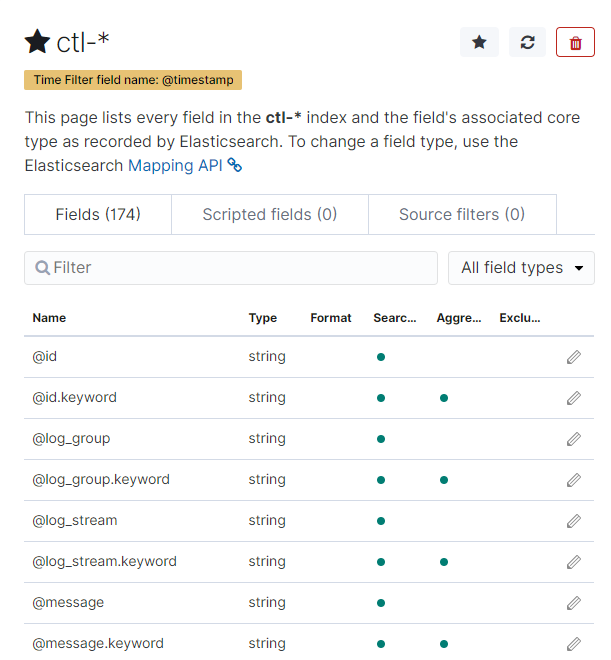 ctl-*
Time Filter field name: @timestamp
This page lists every field in the ctl-* index and the field's associated core
type as recorded by Elasticsearch. To change a field type, use the
Elasticsearch Mapping API
Fields (174) Scripted fields (0) Source filters (0)
Filter All field types
Name Type Format Searc... Aggre... Exclu...
@id string
@id.keyword string
@log_group string
@log_group.keyword string
@log_stream string
@log_stream.keyword string
@message string
@message.keyword string